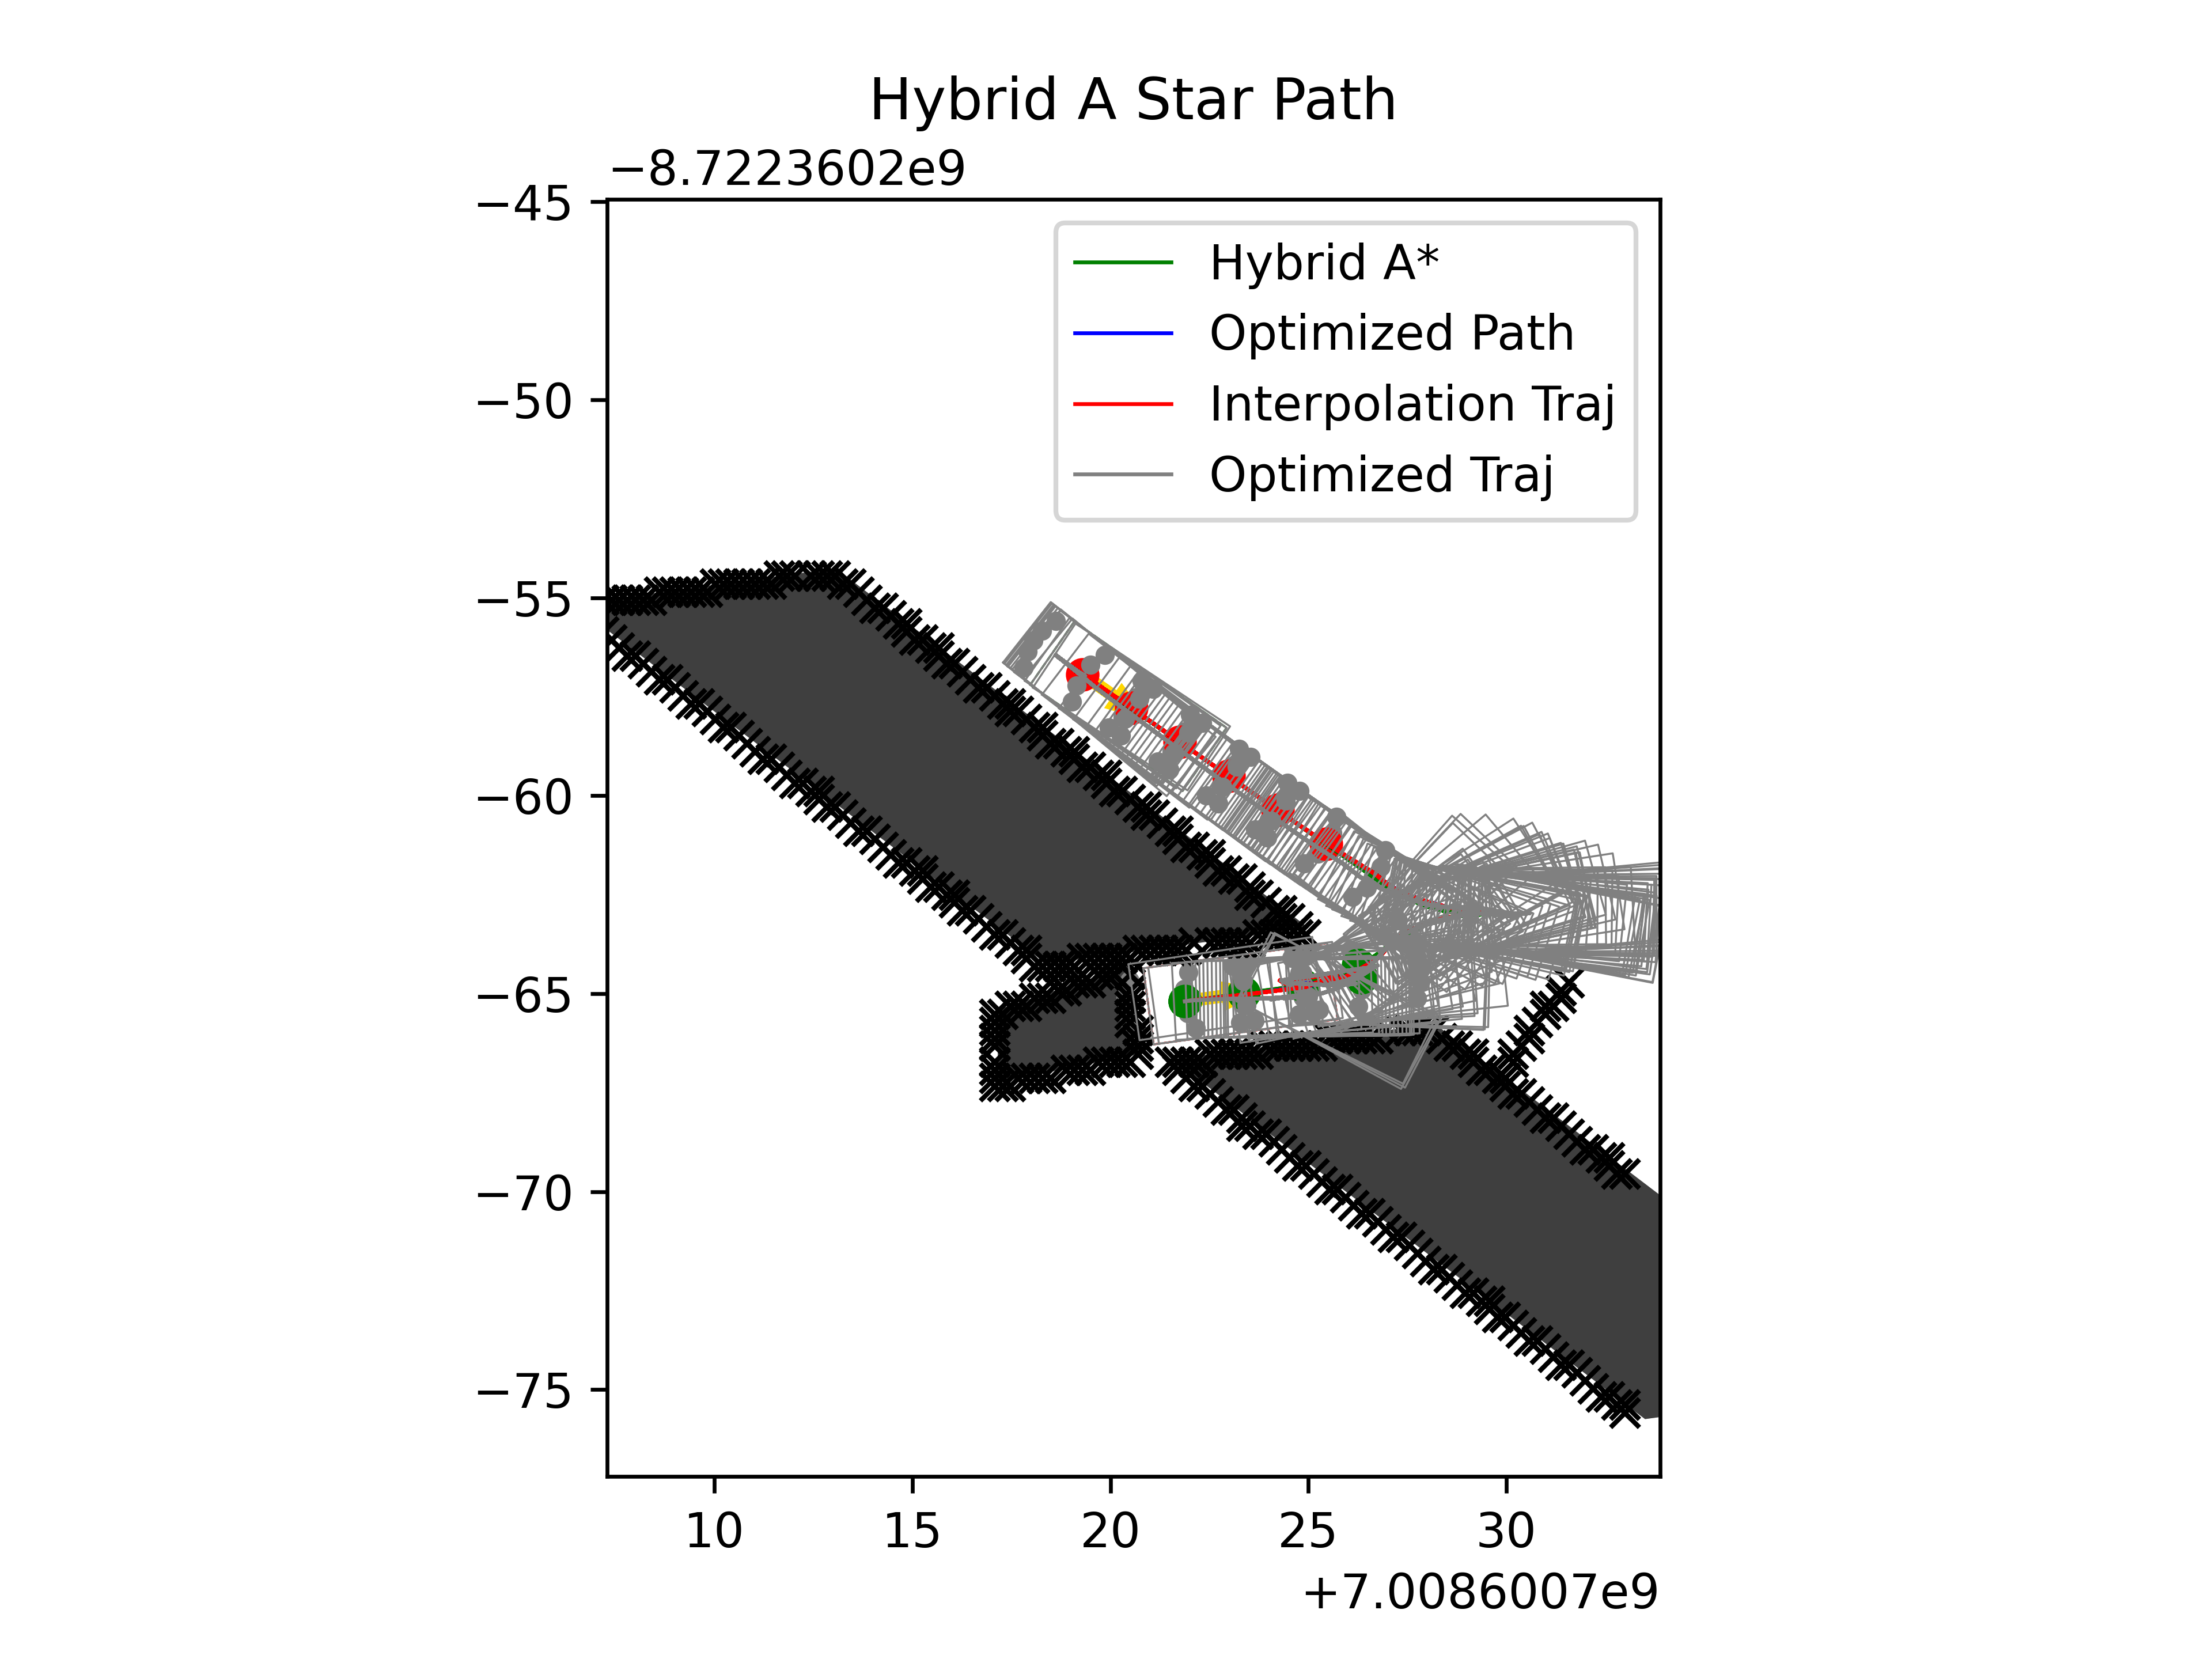 Hybrid A Star Path
−8.7223602e9
−45
−50
−55
−60
−65
−70
−75
Hybrid A*
Optimized Path
Interpolation Traj
Optimized Traj
10 15 20 25 30
+7.0086007e9